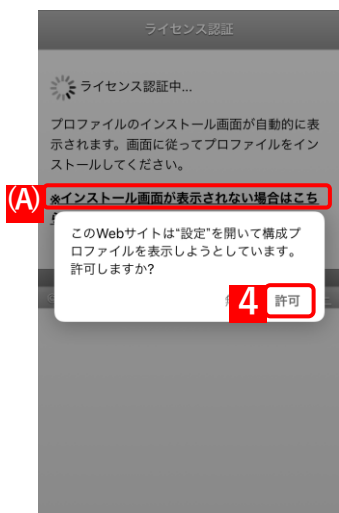 ライセンス認証
ライセンス認証中...
プロファイルのインストール画面が自動的に表
示されます。画面に従ってプロファイルをイン
ストールしてください。
(A)
※インストール画面が表示されない場合はこち
このWebサイトは"設定"を開いて構成プ
ロファイルを表示しようとしています。
許可しますか?
4 許可